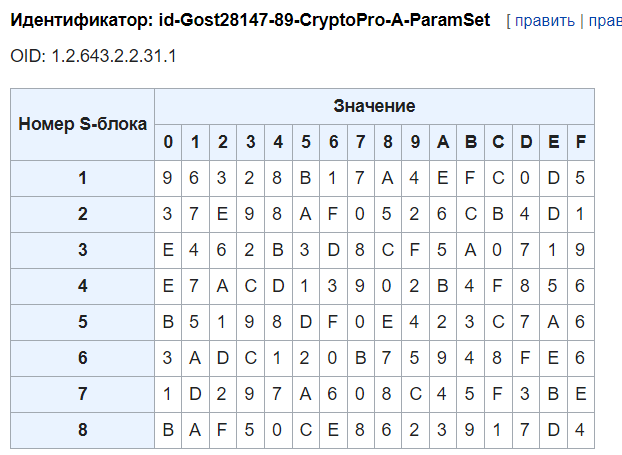 Идентификатор: id-Gost28147-89-CryptoPro-A-ParamSet [ править | прав
OID: 1.2.643.2.2.31.1
Номер S-блока Значение
0 1 2 3 4 5 6 7 8 9 A B C D E F
1 9 6 3 2 8 B 1 7 A 4 E F C 0 D 5
2 3 7 E 9 8 A F 0 5 2 6 C B 4 D 1
3 E 4 6 2 B 3 D 8 C F 5 A 0 7 1 9
4 E 7 A C D 1 3 9 0 2 B 4 F 8 5 6
5 B 5 1 9 8 D F 0 E 4 2 3 C 7 A 6
6 3 A D C 1 2 0 B 7 5 9 4 8 F E 6
7 1 D 2 9 7 A 6 0 8 C 4 5 F 3 B E
8 B A F 5 0 C E 8 6 2 3 9 1 7 D 4